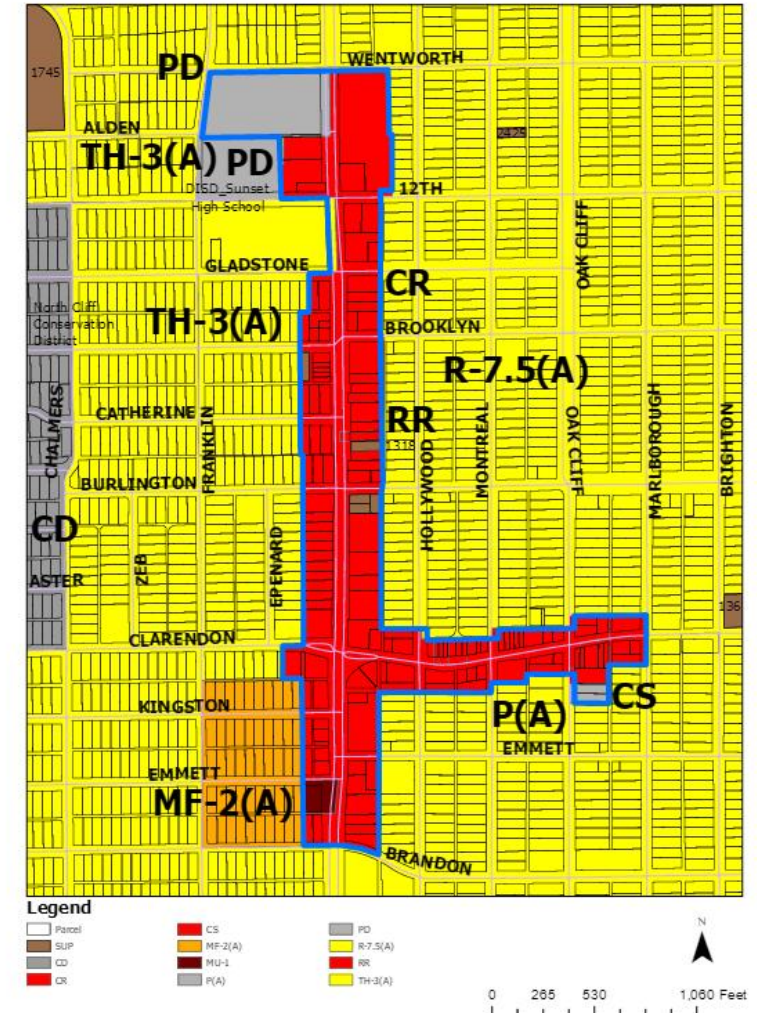 WENTWORTH
PD
1745
ALDEN
2425
TH-3(A) PD
DISD_Sunset
High School
12TH
OAK CLIFF
GLADSTONE
CR
North Cliff
Conservation
District
TH-3(A)
BROOKLYN
R-7.5(A)
CHALMERS
CATHERINE
FRANKLIN
RR
1318
HOLLYWOOD
MONTREAL
OAK CLIFF
MARLBOROUGH
BRIGHTON
BURLINGTON
CD
ZEB
EPENARD
ASTER
136
CLARENDON
KINGSTON
P(A)
CS
EMMETT
EMMETT
MF-2(A)
BRANDON
Legend
Parcel
SUP
CD
CR
CS
MF-2(A)
MU-1
P(A)
PD
R-7.5(A)
RR
TH-3(A)
N
0 265 530 1,060 Feet